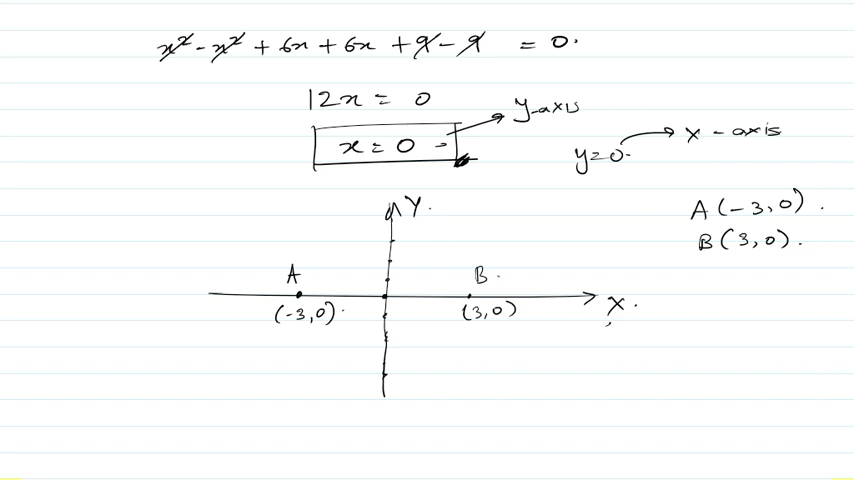 x² - x² + 6x + 6x + 9 - 9 = 0.
12x = 0
y-axis
x = 0
y=0.
x - axis
A (-3,0).
B (3,0).
Y.
A
B.
(-3,0).
(3,0)
X.